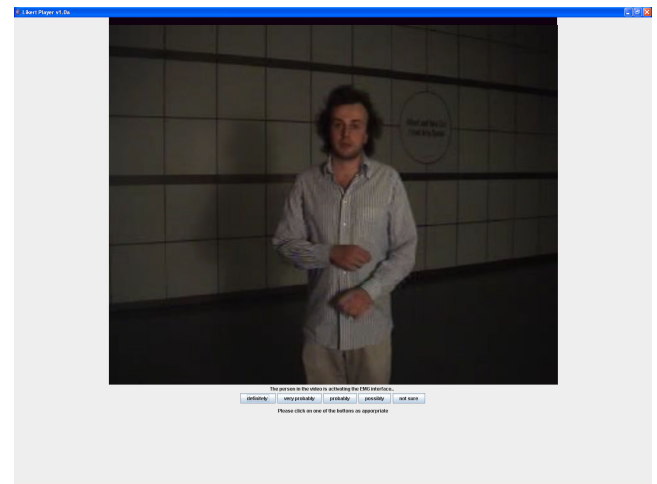 Likert Player v1.0a
The person in the video is activating the EMG interface..
definitely very probably probably possibly not sure
Please click on one of the buttons as apporpriate